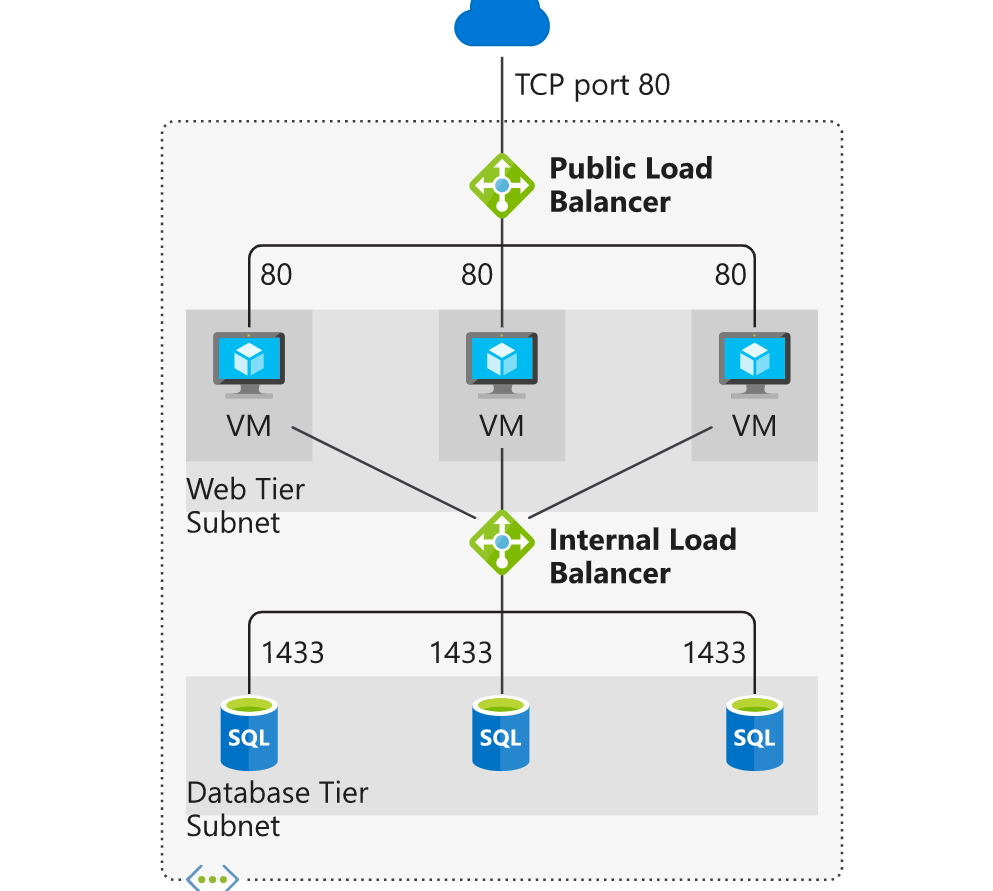 TCP port 80
Public Load
Balancer
80
80
80
VM
VM
VM
Web Tier
Subnet
Internal Load
Balancer
1433
1433
1433
SQL
SQL
SQL
Database Tier
Subnet